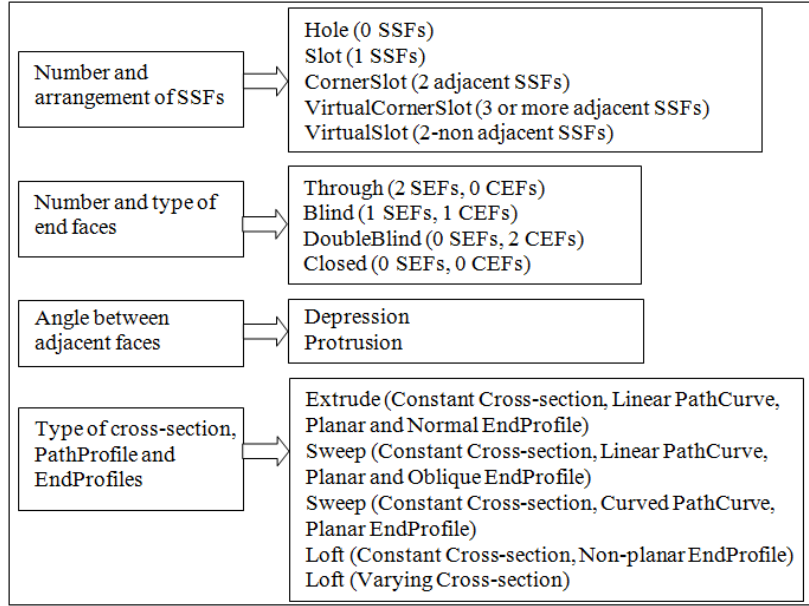 Number and
arrangement of SSFs
Hole (0 SSFs)
Slot (1 SSFs)
CornerSlot (2 adjacent SSFs)
VirtualCornerSlot (3 or more adjacent SSFs)
VirtualSlot (2-non adjacent SSFs)
Number and type of
end faces
Through (2 SEFs, 0 CEFs)
Blind (1 SEFs, 1 CEFs)
DoubleBlind (0 SEFs, 2 CEFs)
Closed (0 SEFs, 0 CEFs)
Angle between
adjacent faces
Depression
Protrusion
Type of cross-section,
PathProfile and
EndProfiles
Extrude (Constant Cross-section, Linear PathCurve,
Planar and Normal EndProfile)
Sweep (Constant Cross-section, Linear PathCurve,
Planar and Oblique EndProfile)
Sweep (Constant Cross-section, Curved PathCurve,
Planar EndProfile)
Loft (Constant Cross-section, Non-planar EndProfile)
Loft (Varying Cross-section)